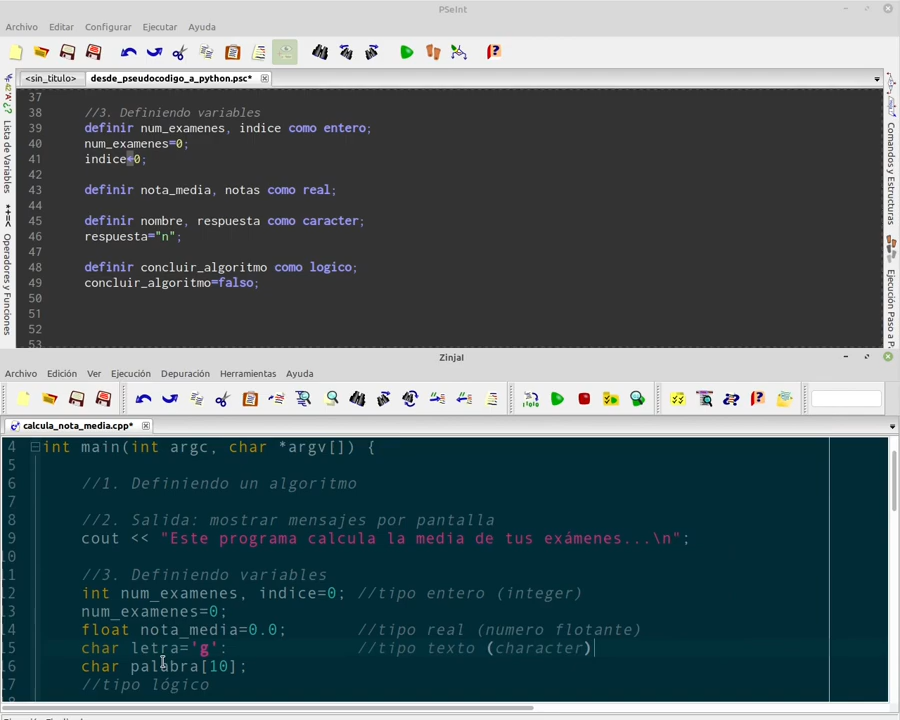 PSeInt
Archivo Editar Configurar Ejecutar Ayuda
<sin_titulo> desde_pseudocodigo_a_python.psc*
Lista de Variables
Operadores y Funciones
Comandos y Estructuras
Ejecución Paso a P
37
38 //3. Definiendo variables
39 definir num_examenes, indice como entero;
40 num_examenes=0;
41 indice←0;
42
43 definir nota_media, notas como real;
44
45 definir nombre, respuesta como caracter;
46 respuesta="n";
47
48 definir concluir_algoritmo como logico;
49 concluir_algoritmo=falso;
50
51
52
53
ZinjaI
Archivo Edición Ver Ejecución Depuración Herramientas Ayuda
calcula_nota_media.cpp*
4 int main(int argc, char *argv[]) {
5
6 //1. Definiendo un algoritmo
7
8 //2. Salida: mostrar mensajes por pantalla
9 cout << "Este programa calcula la media de tus exámenes...\n";
10
11 //3. Definiendo variables
12 int num_examenes, indice=0; //tipo entero (integer)
13 num_examenes=0;
14 float nota_media=0.0; //tipo real (numero flotante)
15 char letra='g': //tipo texto (character)
16 char palabra[10];
17 //tipo lógico